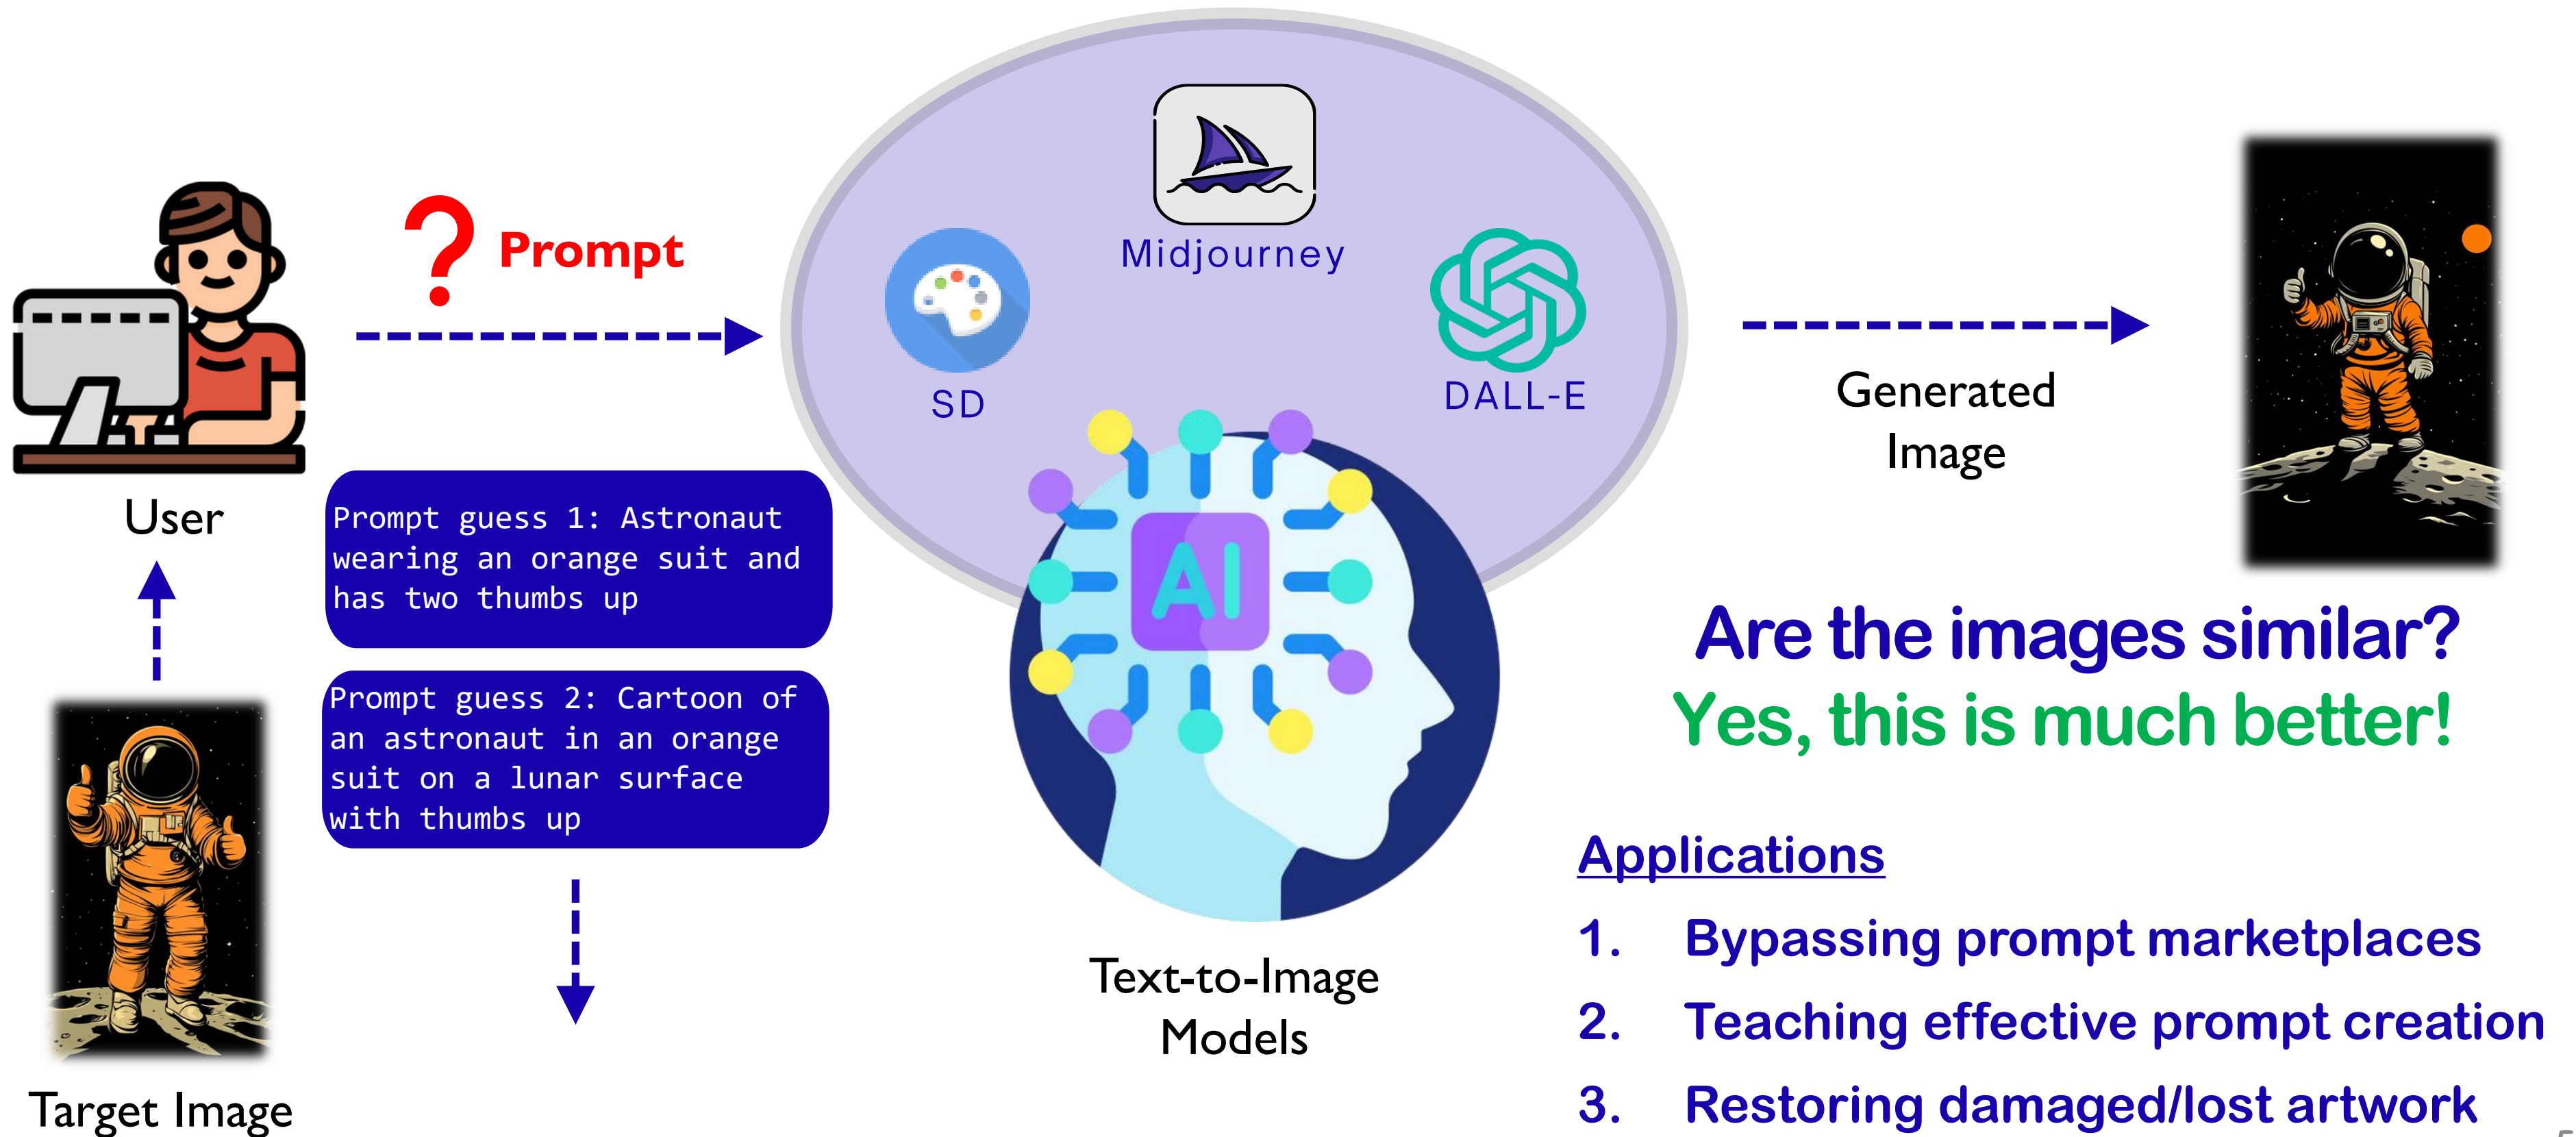 ? Prompt
Midjourney
SD
DALL-E
Generated
Image
User
Prompt guess 1: Astronaut
wearing an orange suit and
has two thumbs up
Prompt guess 2: Cartoon of
an astronaut in an orange
suit on a lunar surface
with thumbs up
AI
Are the images similar?
Yes, this is much better!
Target Image
Text-to-Image
Models
Applications
1. Bypassing prompt marketplaces
2. Teaching effective prompt creation
3. Restoring damaged/lost artwork